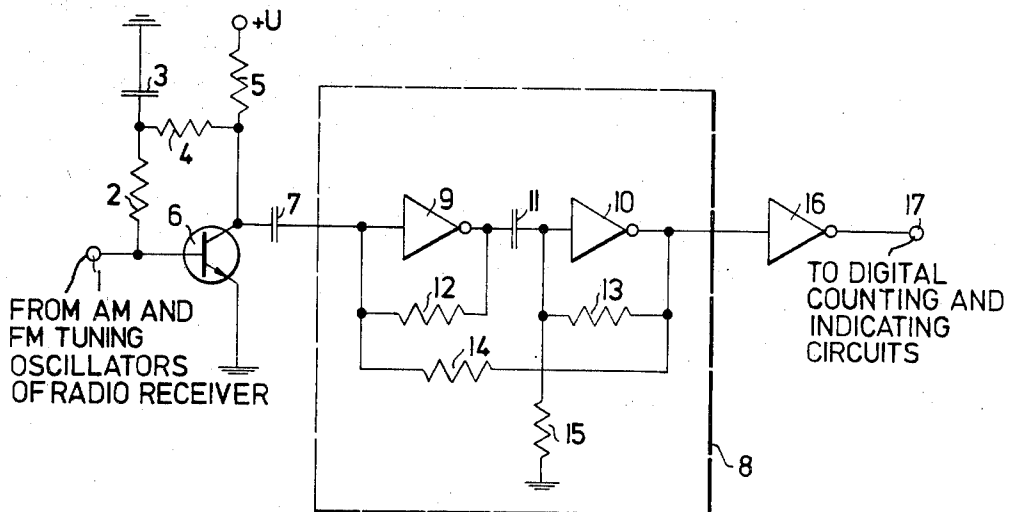 +U
3
5
4
2
6
7
9
11
10
16
17
12
13
14
15
8
1
FROM AM AND
FM TUNING
OSCILLATORS
OF RADIO RECEIVER
TO DIGITAL
COUNTING AND
INDICATING
CIRCUITS